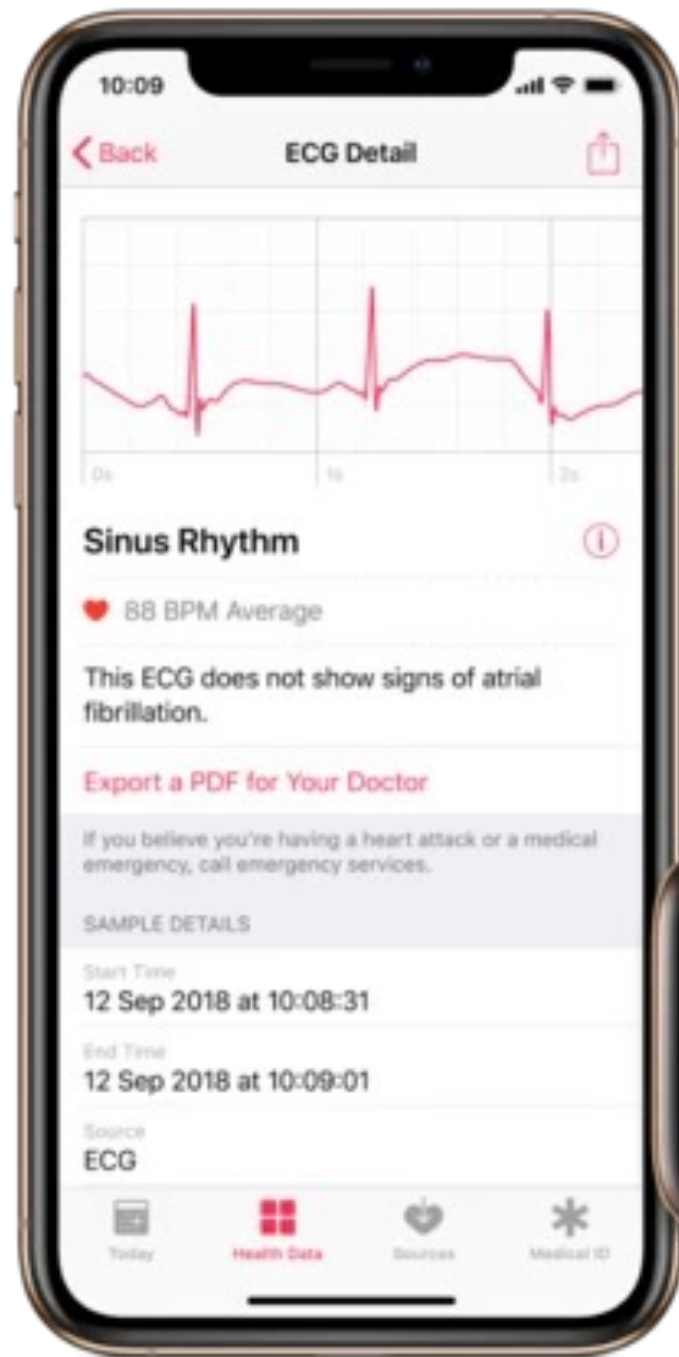 10:09
Back
ECG Detail
0s
1s
2s
Sinus Rhythm
88 BPM Average
This ECG does not show signs of atrial
fibrillation.
Export a PDF for Your Doctor
If you believe you're having a heart attack or a medical
emergency, call emergency services.
SAMPLE DETAILS
Start Time
12 Sep 2018 at 10:08:31
End Time
12 Sep 2018 at 10:09:01
Source
ECG
Today
Health Data
Sources
Medical ID